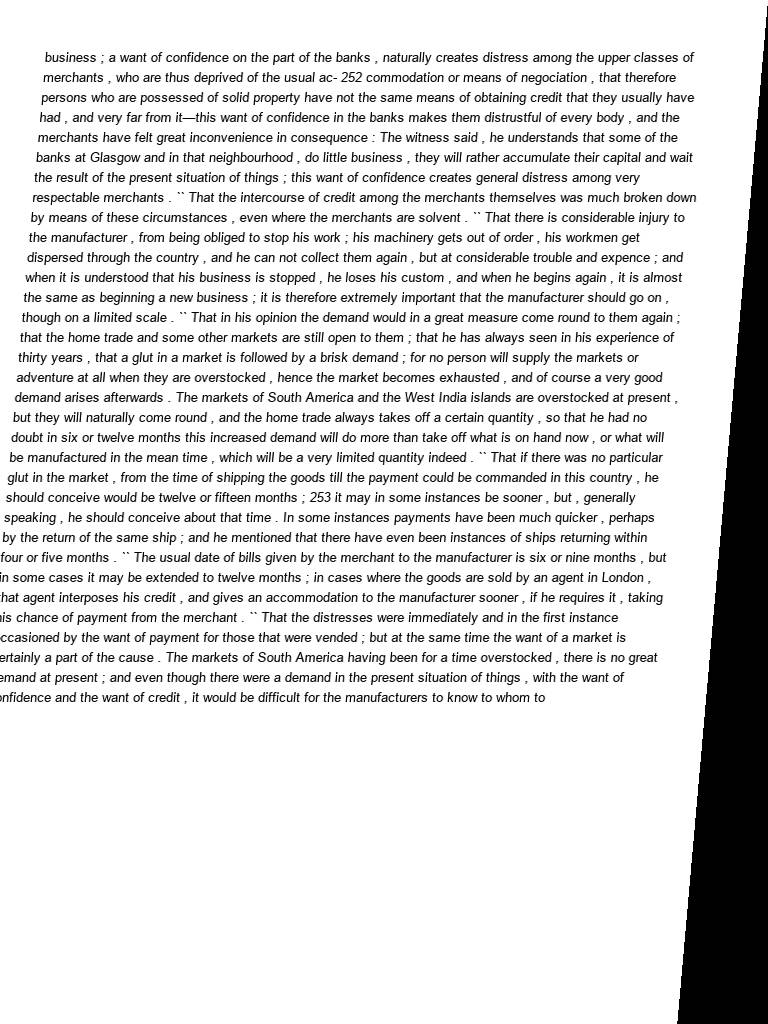 business ; a want of confidence on the part of the banks , naturally creates distress among the upper classes of
merchants , who are thus deprived of the usual ac- 252 commodation or means of negociation , that therefore
persons who are possessed of solid property have not the same means of obtaining credit that they usually have
had , and very far from it—this want of confidence in the banks makes them distrustful of every body , and the
merchants have felt great inconvenience in consequence : The witness said , he understands that some of the
banks at Glasgow and in that neighbourhood , do little business , they will rather accumulate their capital and wait
the result of the present situation of things ; this want of confidence creates general distress among very
respectable merchants . `` That the intercourse of credit among the merchants themselves was much broken down
by means of these circumstances , even where the merchants are solvent . `` That there is considerable injury to
the manufacturer , from being obliged to stop his work ; his machinery gets out of order , his workmen get
dispersed through the country , and he can not collect them again , but at considerable trouble and expence ; and
when it is understood that his business is stopped , he loses his custom , and when he begins again , it is almost
the same as beginning a new business ; it is therefore extremely important that the manufacturer should go on ,
though on a limited scale . `` That in his opinion the demand would in a great measure come round to them again ;
that the home trade and some other markets are still open to them ; that he has always seen in his experience of
thirty years , that a glut in a market is followed by a brisk demand ; for no person will supply the markets or
adventure at all when they are overstocked , hence the market becomes exhausted , and of course a very good
demand arises afterwards . The markets of South America and the West India islands are overstocked at present ,
but they will naturally come round , and the home trade always takes off a certain quantity , so that he had no
doubt in six or twelve months this increased demand will do more than take off what is on hand now , or what will
be manufactured in the mean time , which will be a very limited quantity indeed . `` That if there was no particular
glut in the market , from the time of shipping the goods till the payment could be commanded in this country , he
should conceive would be twelve or fifteen months ; 253 it may in some instances be sooner , but , generally
speaking , he should conceive about that time . In some instances payments have been much quicker , perhaps
by the return of the same ship ; and he mentioned that there have even been instances of ships returning within
four or five months . `` The usual date of bills given by the merchant to the manufacturer is six or nine months , but
in some cases it may be extended to twelve months ; in cases where the goods are sold by an agent in London ,
that agent interposes his credit , and gives an accommodation to the manufacturer sooner , if he requires it , taking
his chance of payment from the merchant . `` That the distresses were immediately and in the first instance
occasioned by the want of payment for those that were vended ; but at the same time the want of a market is
certainly a part of the cause . The markets of South America having been for a time overstocked , there is no great
demand at present ; and even though there were a demand in the present situation of things , with the want of
confidence and the want of credit , it would be difficult for the manufacturers to know to whom to